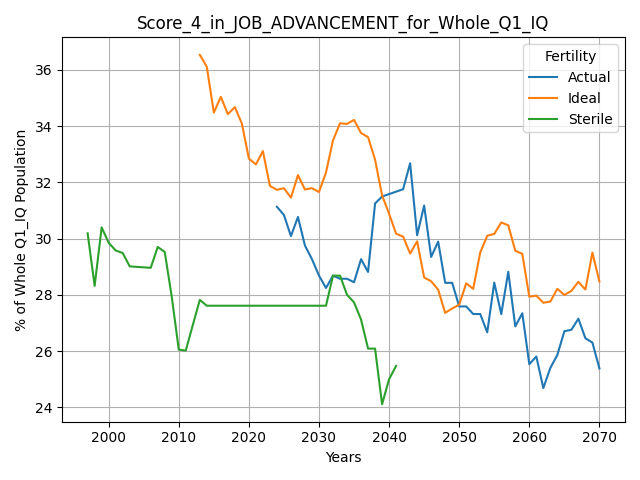 Score_4_in_JOB_ADVANCEMENT_for_Whole_Q1_IQ
% of Whole Q1_IQ Population
36
34
32
30
28
26
24
Fertility
Actual
Ideal
Sterile
2000 2010 2020 2030 2040 2050 2060 2070
Years